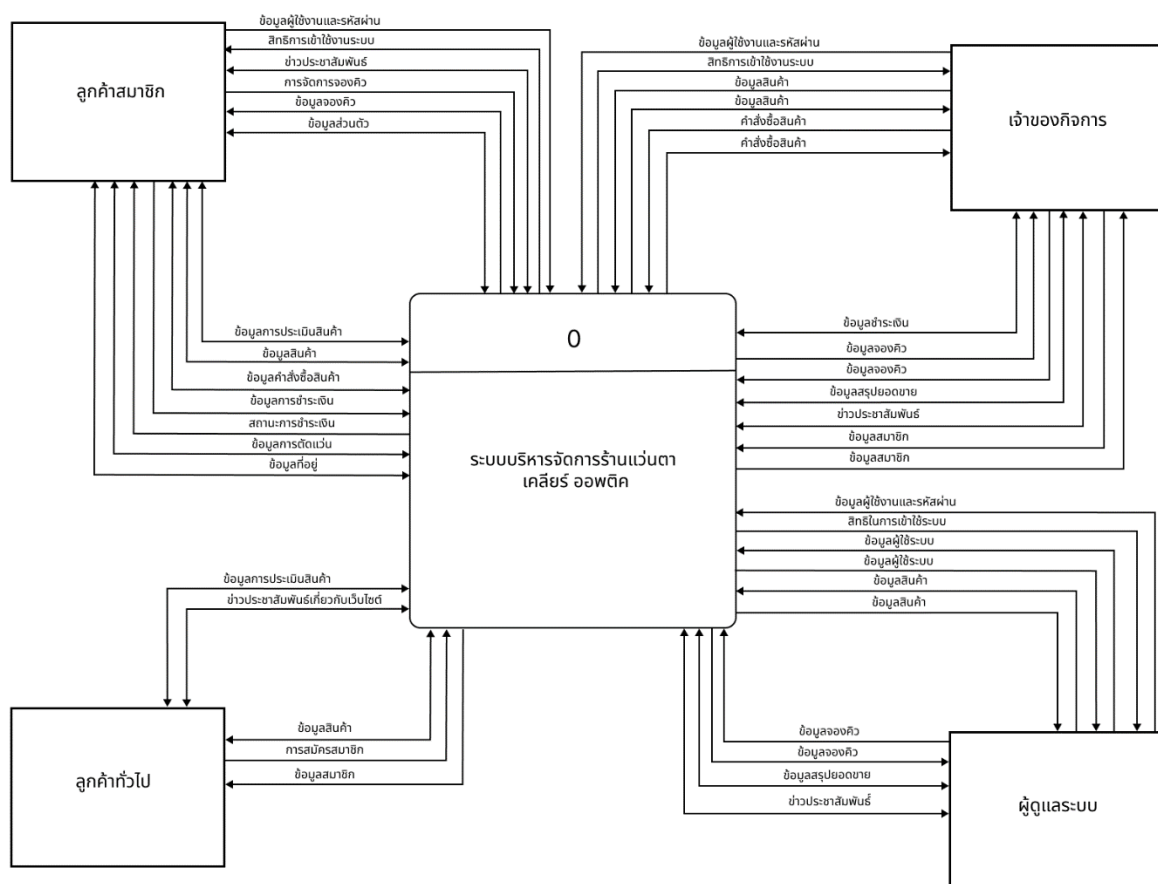 ลูกค้าสมาชิก
ข้อมูลผู้ใช้งานและรหัสผ่าน
สิทธิการเข้าใช้งานระบบ
ข่าวประชาสัมพันธ์
การจัดการจองคิว
ข้อมูลจองคิว
ข้อมูลส่วนตัว
ข้อมูลผู้ใช้งานและรหัสผ่าน
สิทธิการเข้าใช้งานระบบ
ข้อมูลสินค้า
ข้อมูลสินค้า
คำสั่งซื้อสินค้า
คำสั่งซื้อสินค้า
เจ้าของกิจการ
ข้อมูลการประเมินสินค้า
ข้อมูลสินค้า
ข้อมูลคำสั่งซื้อสินค้า
ข้อมูลการชำระเงิน
สถานะการชำระเงิน
ข้อมูลการตัดแว่น
ข้อมูลที่อยู่
0
ระบบบริหารจัดการร้านแว่นตา
เคลียร์ ออพติค
ข้อมูลชำระเงิน
ข้อมูลจองคิว
ข้อมูลจองคิว
ข้อมูลสรุปยอดขาย
ข่าวประชาสัมพันธ์
ข้อมูลสมาชิก
ข้อมูลสมาชิก
ข้อมูลผู้ใช้งานและรหัสผ่าน
สิทธิในการเข้าใช้ระบบ
ข้อมูลผู้ใช้ระบบ
ข้อมูลผู้ใช้ระบบ
ข้อมูลสินค้า
ข้อมูลสินค้า
ข้อมูลการประเมินสินค้า
ข่าวประชาสัมพันธ์เกี่ยวกับเว็บไซต์
ลูกค้าทั่วไป
ข้อมูลสินค้า
การสมัครสมาชิก
ข้อมูลสมาชิก
ข้อมูลจองคิว
ข้อมูลจองคิว
ข้อมูลสรุปยอดขาย
ข่าวประชาสัมพันธ์
ผู้ดูแลระบบ